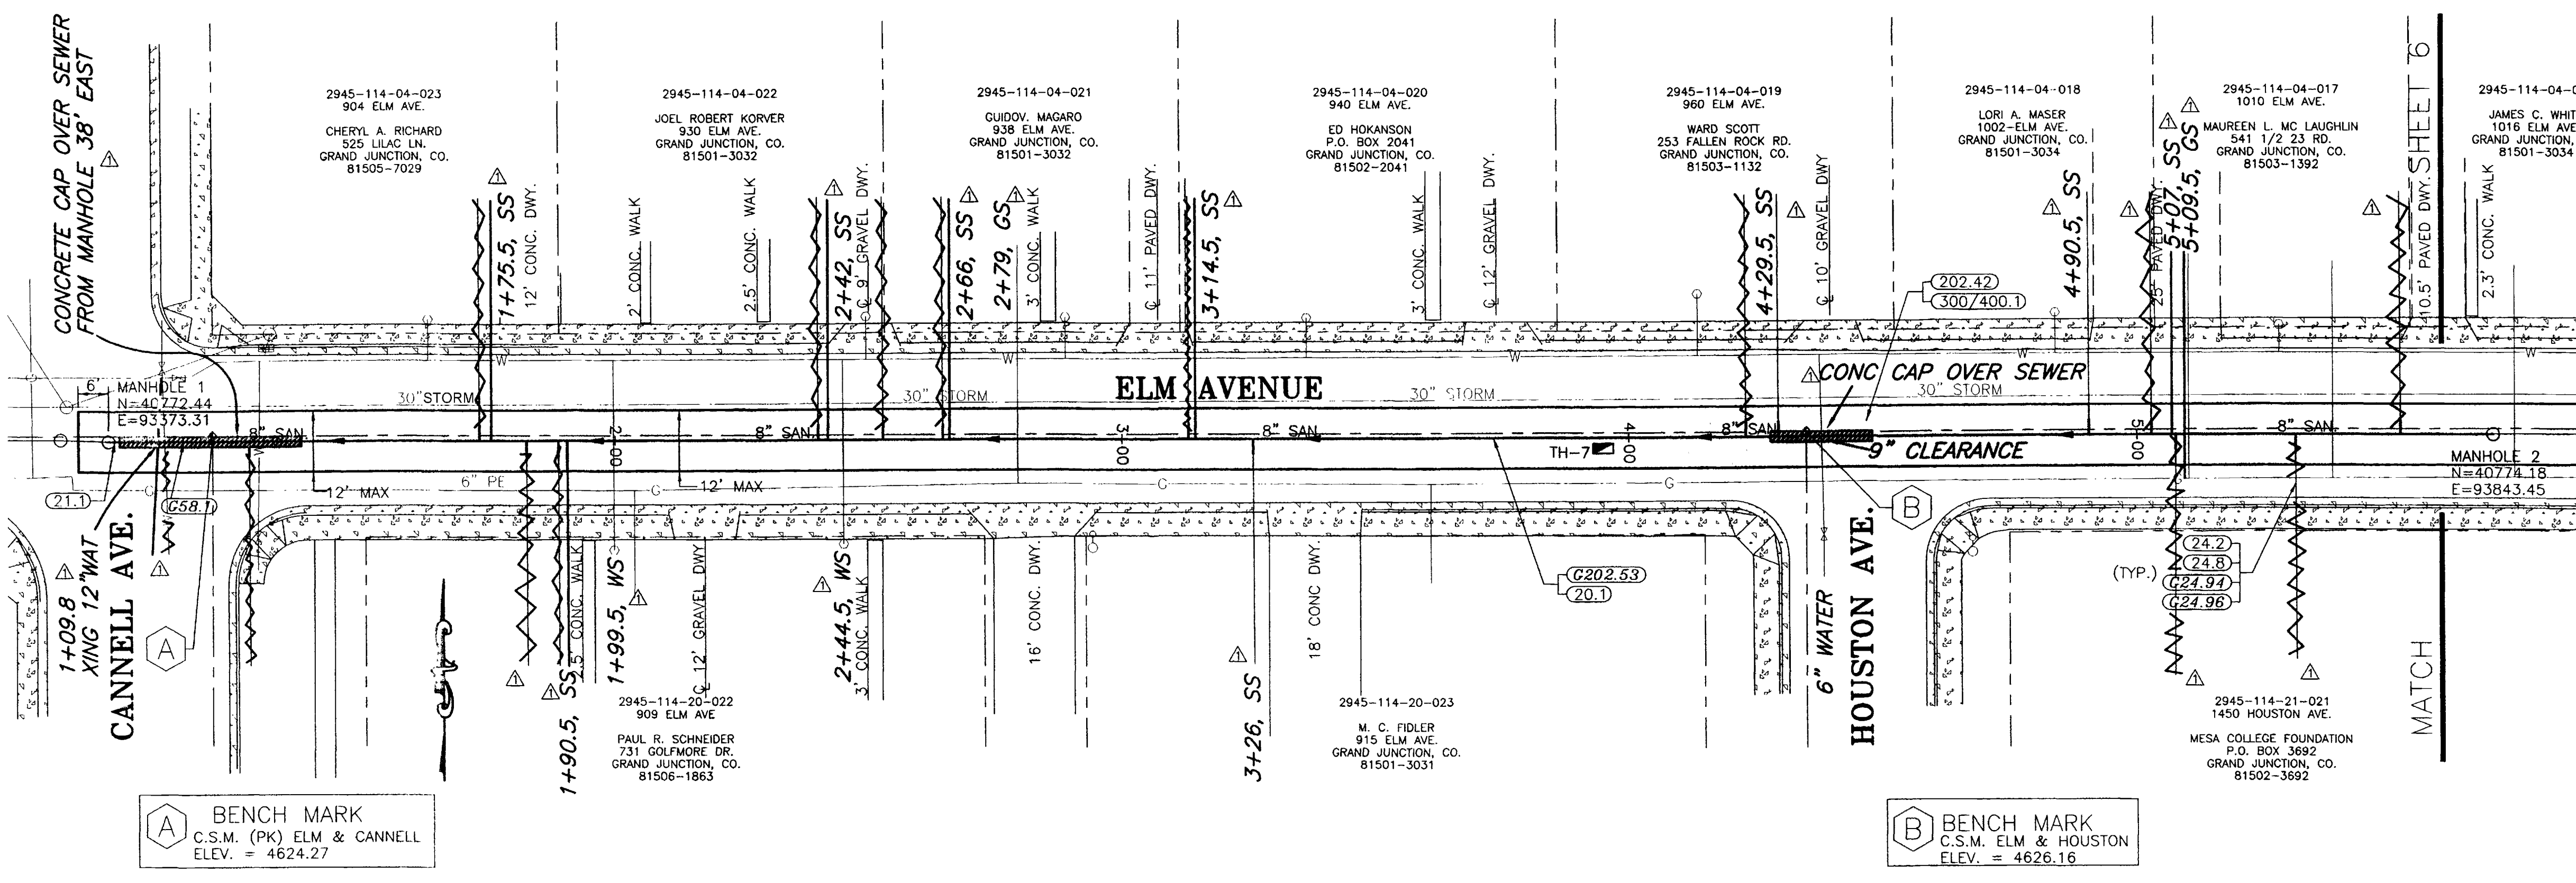 CONCRETE CAP OVER SEWER
FROM MANHOLE 38' EAST
2945-114-04-023
904 ELM AVE.
CHERYL A. RICHARD
525 LILAC LN.
GRAND JUNCTION, CO.
81505-7029
2945-114-04-022
JOEL ROBERT KORVER
930 ELM AVE.
GRAND JUNCTION, CO.
81501-3032
2945-114-04-021
GUIDOV. MAGARO
938 ELM AVE.
GRAND JUNCTION, CO.
81501-3032
2945-114-04-020
940 ELM AVE.
ED HOKANSON
P.O. BOX 2041
GRAND JUNCTION, CO.
81502-2041
2945-114-04-019
960 ELM AVE.
WARD SCOTT
253 FALLEN ROCK RD.
GRAND JUNCTION, CO.
81503-1132
2945-114-04-018
LORI A. MASER
1002-ELM AVE.
GRAND JUNCTION, CO.
81501-3034
2945-114-04-017
1010 ELM AVE.
MAUREEN L. MC LAUGHLIN
541 1/2 23 RD.
GRAND JUNCTION, CO.
81503-1392
SHEET 6
2945-114-04-0
JAMES C. WHIT
1016 ELM AVE
GRAND JUNCTION,
81501-3034
1+75.5, SS
12' CONC. DWY.
2' CONC. WALK
2.5' CONC. WALK
2+42, SS
℄ 9' GRAVEL DWY.
2+66, SS
2+79, GS
3' CONC. WALK
℄ 11' PAVED DWY.
3+14.5, SS
3' CONC. WALK
℄ 12' GRAVEL DWY.
4+29.5, SS
℄ 10' GRAVEL DWY
4+90.5, SS
25' PAVED DWY.
5+07, SS
5+09.5, GS
10.5' PAVED DWY.
2.3' CONC. WALK
202.42
300/400.1
W
W
W
W
W
W
6'
MANHOLE 1
N=40772.44
E=93373.31
30" STORM
30" STORM
ELM AVENUE
30" STORM
CONC CAP OVER SEWER
30" STORM
8" SAN
8" SAN.
2+00
3+00
8" SAN
4+00
8" SAN
5+00
8" SAN.
TH-7
9" CLEARANCE
MANHOLE 2
N=40774.18
E=93843.45
21.1
G58.1
12' MAX
6" PE
G
12' MAX
G
G
B
1+09.8
XING 12"WAT
CANNELL AVE.
A
1+90.5, SS
2.5' CONC. WALK
1+99.5, WS
℄ 12' GRAVEL DWY
2+44.5, WS
3' CONC. WALK
16' CONC. DWY.
3+26, SS
18' CONC DWY.
G202.53
20.1
6" WATER
HOUSTON AVE.
(TYP.)
24.2
24.8
G24.94
G24.96
MATCH
2945-114-20-022
909 ELM AVE
PAUL R. SCHNEIDER
731 GOLFMORE DR.
GRAND JUNCTION, CO.
81506-1863
2945-114-20-023
M. C. FIDLER
915 ELM AVE.
GRAND JUNCTION, CO.
81501-3031
2945-114-21-021
1450 HOUSTON AVE.
MESA COLLEGE FOUNDATION
P.O. BOX 3692
GRAND JUNCTION, CO.
81502-3692
A
BENCH MARK
C.S.M. (PK) ELM & CANNELL
ELEV. = 4624.27
B
BENCH MARK
C.S.M. ELM & HOUSTON
ELEV. = 4626.16